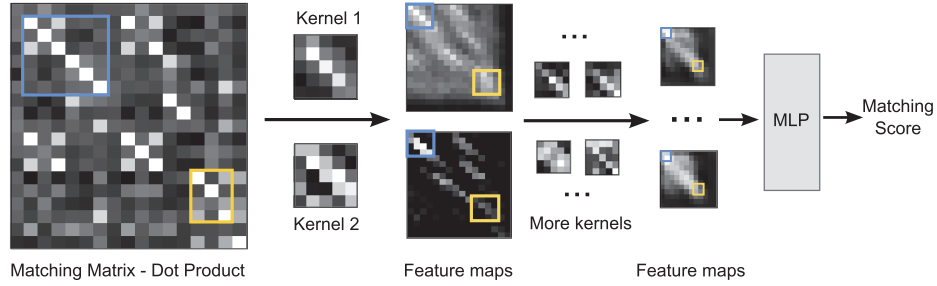 Kernel 1
Kernel 2
Matching Matrix - Dot Product
Feature maps
...
...
More kernels
...
Feature maps
MLP
Matching
Score